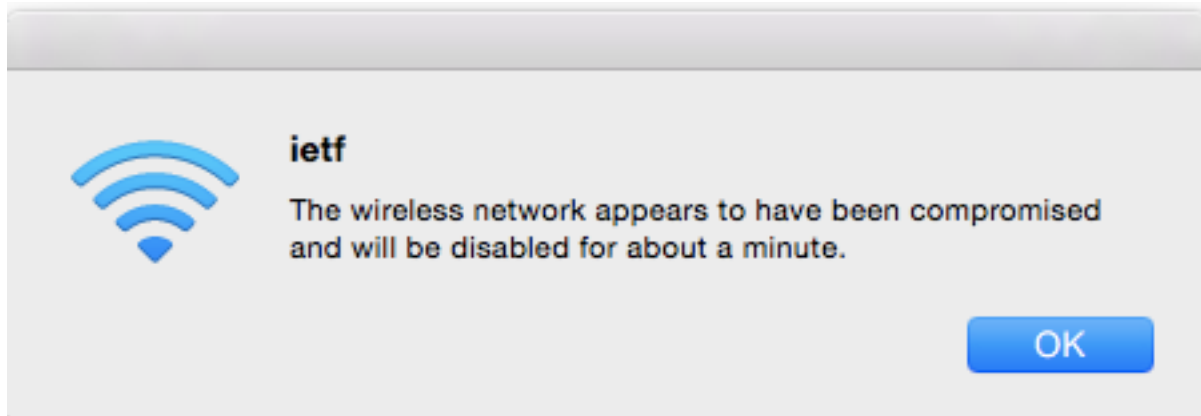 ietf
The wireless network appears to have been compromised
and will be disabled for about a minute.
OK